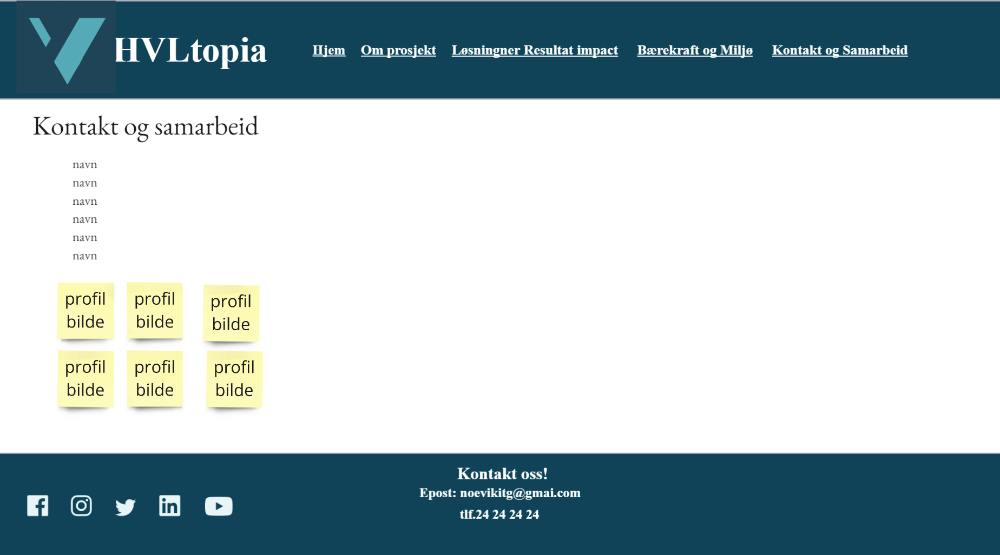 HVLtopia
Hjem Om prosjekt Løsningner Resultat impact Bærekraft og Miljø Kontakt og Samarbeid
Kontakt og samarbeid
navn
navn
navn
navn
navn
navn
profil bilde
profil bilde
profil bilde
profil bilde
profil bilde
profil bilde
Kontakt oss!
Epost: noevikitg@gmai.com
tlf.24 24 24 24